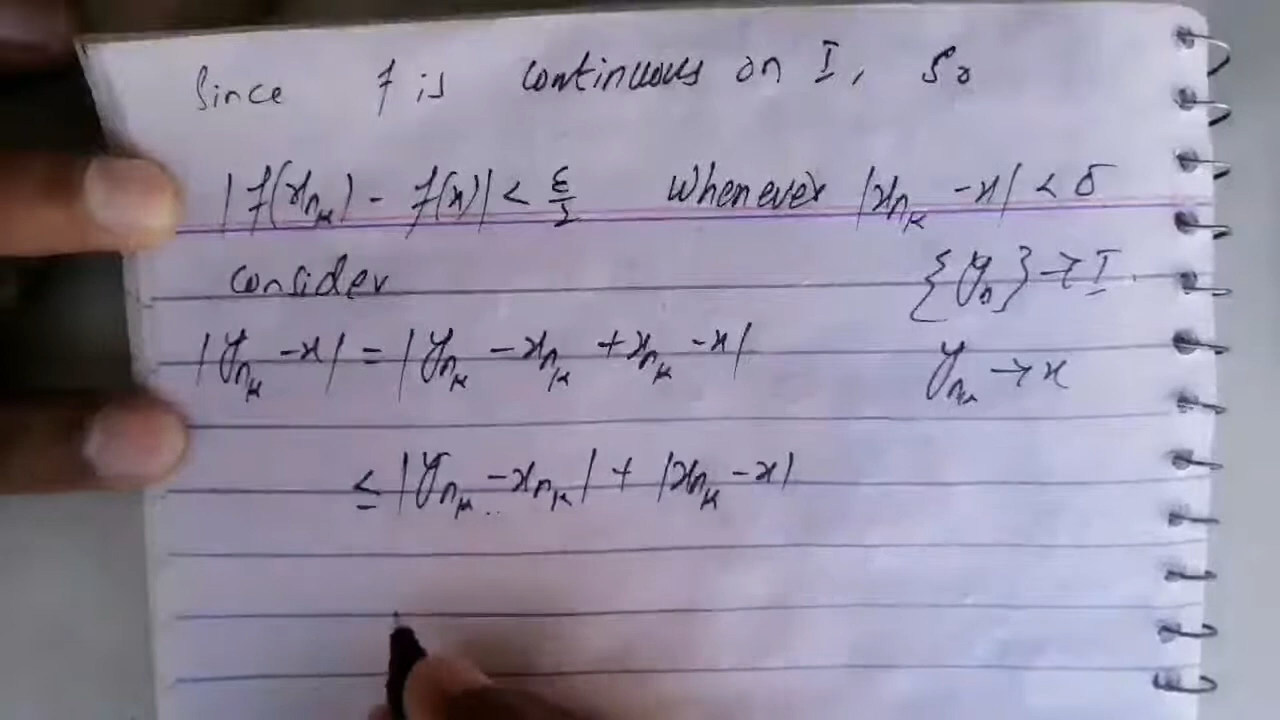 Since f is continuous on I, So
|f(x_{n_k}) - f(x)| < ε/2 whenever |x_{n_k} - x| < δ
consider {y_n} → I.
|y_{n_k} - x| = |y_{n_k} - x_{n_k} + x_{n_k} - x| y_{n_k} → x
≤ |y_{n_k} - x_{n_k}| + |x_{n_k} - x|